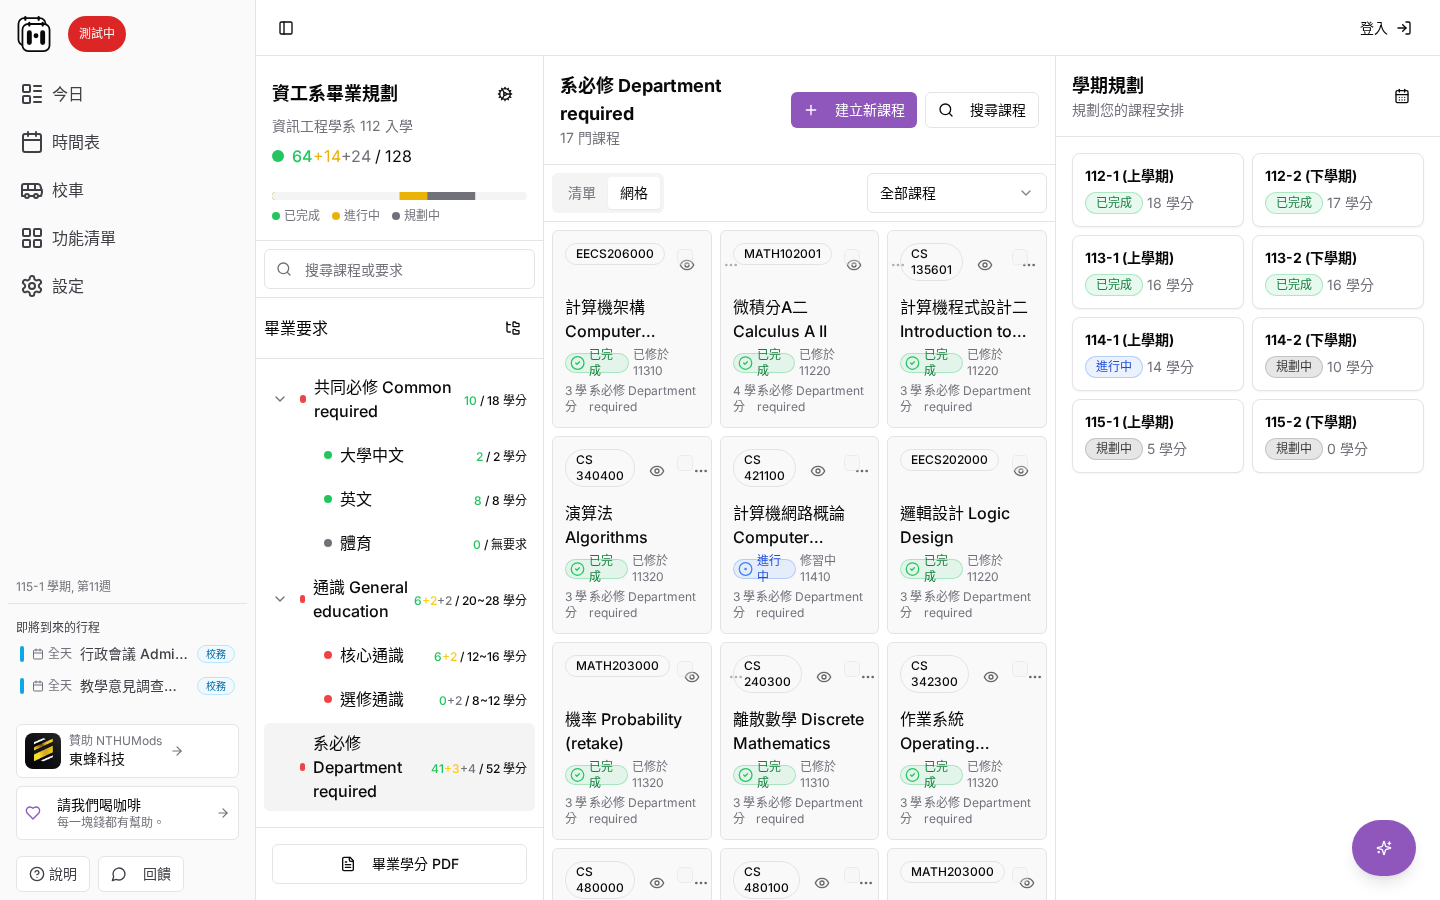 測試中
今日
時間表
校車
功能清單
設定
115-1 學期, 第11週
即將到來的行程
全天 行政會議 Admi... 校務
全天 教學意見調查... 校務
贊助 NTHUMods
東蜂科技
請我們喝咖啡
每一塊錢都有幫助。
說明
回饋
登入
資工系畢業規劃
資訊工程學系 112 入學
64+14+24 / 128
已完成 進行中 規劃中
搜尋課程或要求
畢業要求
共同必修 Common
required
10 / 18 學分
大學中文 2 / 2 學分
英文 8 / 8 學分
體育 0 / 無要求
通識 General
education
6+2+2 / 20~28 學分
核心通識 6+2 / 12~16 學分
選修通識 0+2 / 8~12 學分
系必修
Department
required
41+3+4 / 52 學分
畢業學分 PDF
系必修 Department
required
17 門課程
建立新課程
搜尋課程
清單 網格
全部課程
EECS206000
計算機架構
Computer...
已完
成
已修於
11310
3 學
分
系必修 Department
required
MATH102001
微積分A二
Calculus A II
已完
成
已修於
11220
4 學
分
系必修 Department
required
CS
135601
計算機程式設計二
Introduction to...
已完
成
已修於
11220
3 學
分
系必修 Department
required
CS
340400
演算法
Algorithms
已完
成
已修於
11320
3 學
分
系必修 Department
required
CS
421100
計算機網路概論
Computer...
進行
中
修習中
11410
3 學
分
系必修 Department
required
EECS202000
邏輯設計 Logic
Design
已完
成
已修於
11220
3 學
分
系必修 Department
required
MATH203000
機率 Probability
(retake)
已完
成
已修於
11320
3 學
分
系必修 Department
required
CS
240300
離散數學 Discrete
Mathematics
已完
成
已修於
11310
3 學
分
系必修 Department
required
CS
342300
作業系統
Operating...
已完
成
已修於
11320
3 學
分
系必修 Department
required
CS
480000
CS
480100
MATH203000
學期規劃
規劃您的課程安排
112-1 (上學期)
已完成 18 學分
112-2 (下學期)
已完成 17 學分
113-1 (上學期)
已完成 16 學分
113-2 (下學期)
已完成 16 學分
114-1 (上學期)
進行中 14 學分
114-2 (下學期)
規劃中 10 學分
115-1 (上學期)
規劃中 5 學分
115-2 (下學期)
規劃中 0 學分